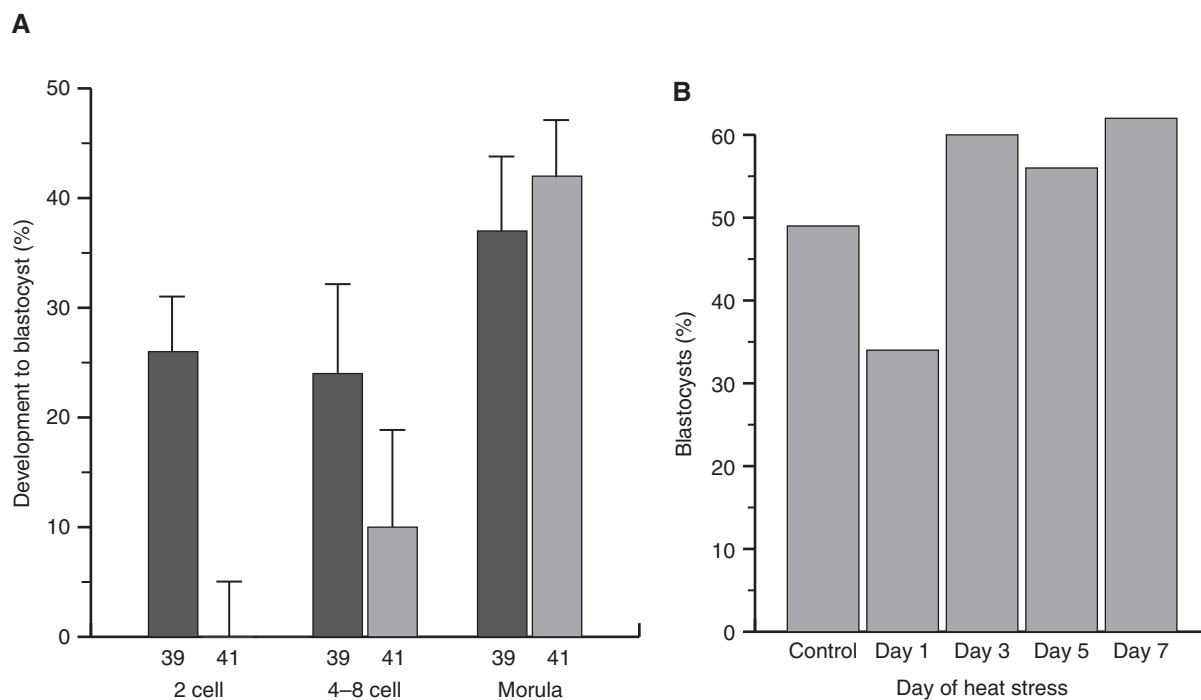 A
Development to blastocyst (%)
50
40
30
20
10
0
39 41 39 41 39 41
2 cell 4–8 cell Morula
B
Blastocysts (%)
60
50
40
30
20
10
0
Control Day 1 Day 3 Day 5 Day 7
Day of heat stress